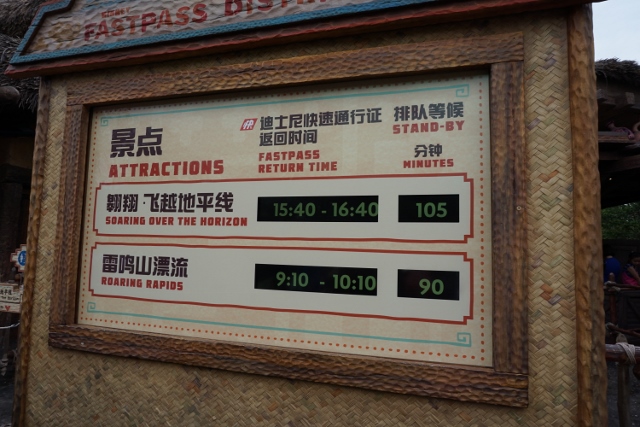 FASTPASS
景点
ATTRACTIONS
迪士尼快速通行证
返回时间
FASTPASS
RETURN TIME
排队等候
STAND-BY
分钟
MINUTES
翱翔·飞越地平线
SOARING OVER THE HORIZON
15:40 - 16:40
105
雷鸣山漂流
ROARING RAPIDS
9:10 - 10:10
90